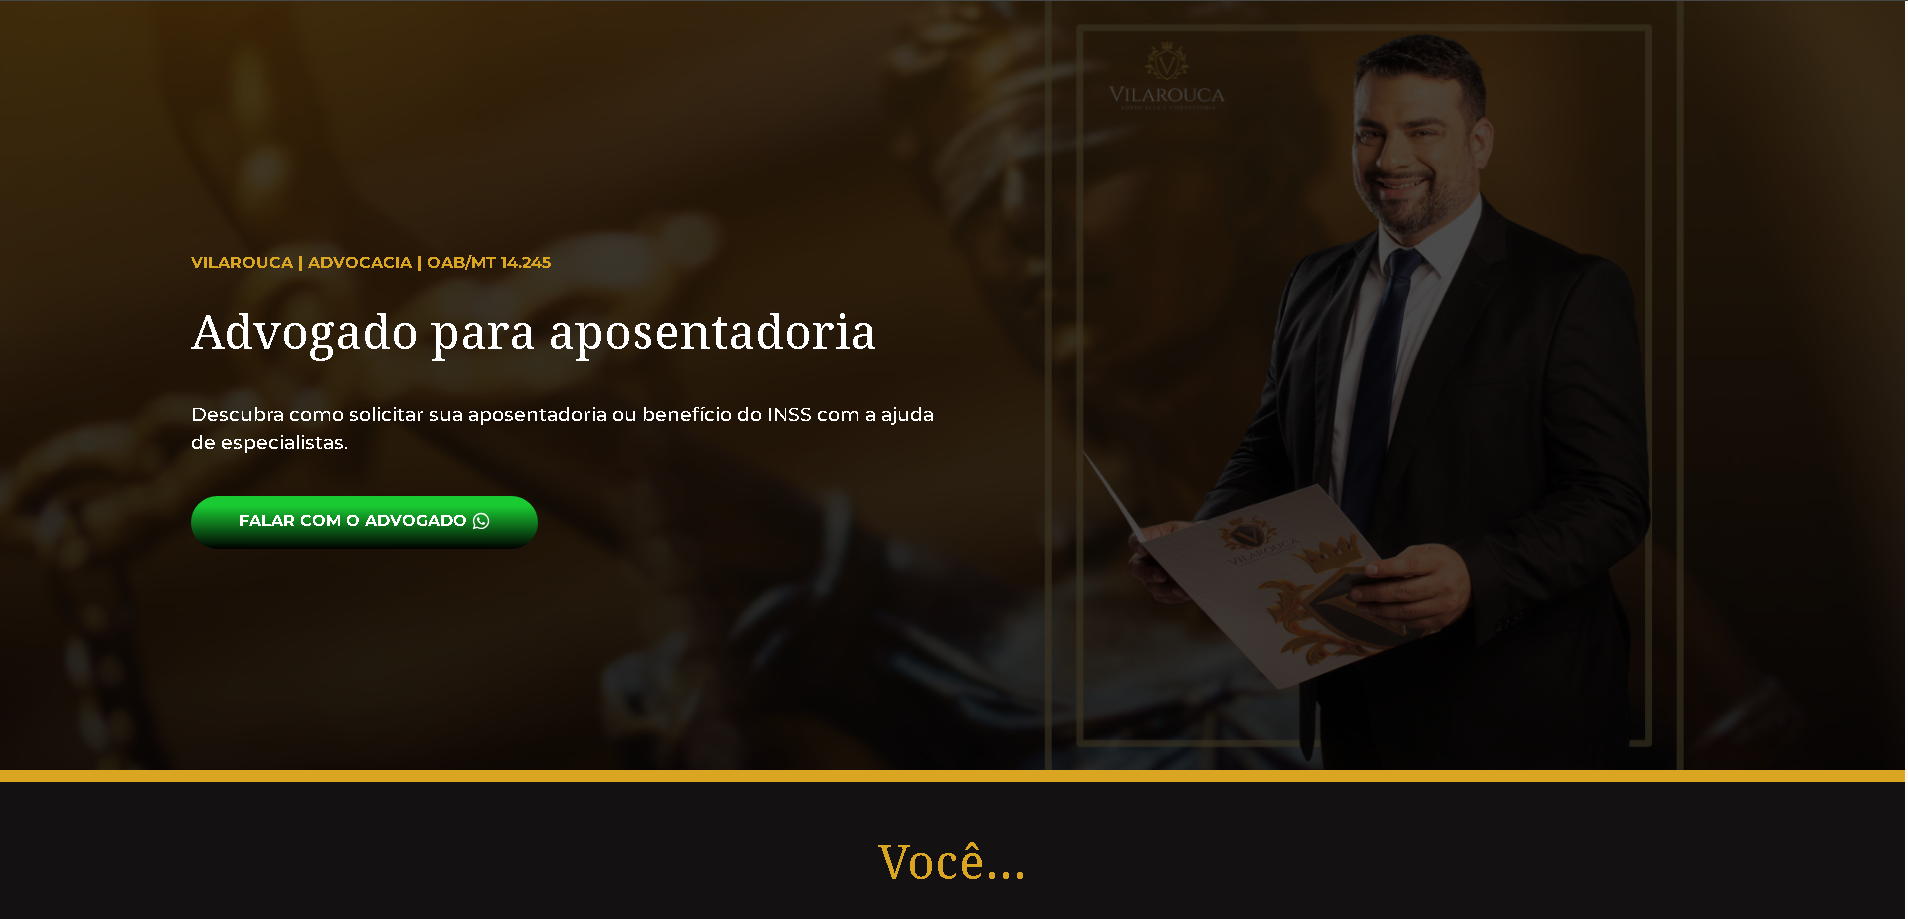 VILAROUCA
VILAROUCA | ADVOCACIA | OAB/MT 14.245
Advogado para aposentadoria
Descubra como solicitar sua aposentadoria ou benefício do INSS com a ajuda
de especialistas.
FALAR COM O ADVOGADO
VILAROUCA
Você...